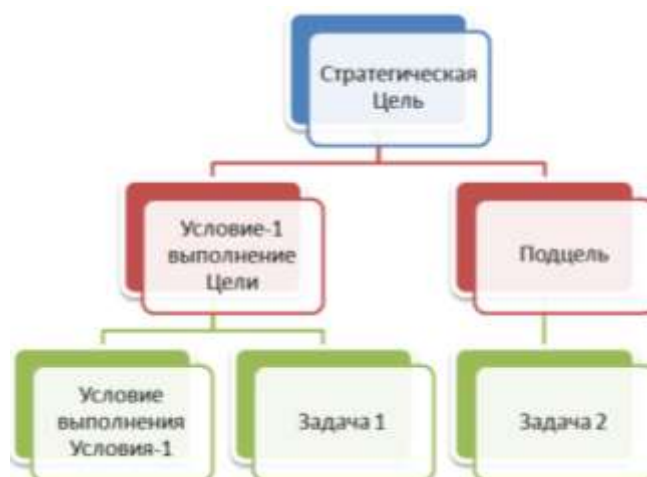 Стратегическая
Цель
Условие-1
выполнение
Цели
Подцель
Условие
выполнения
Условия-1
Задача 1
Задача 2